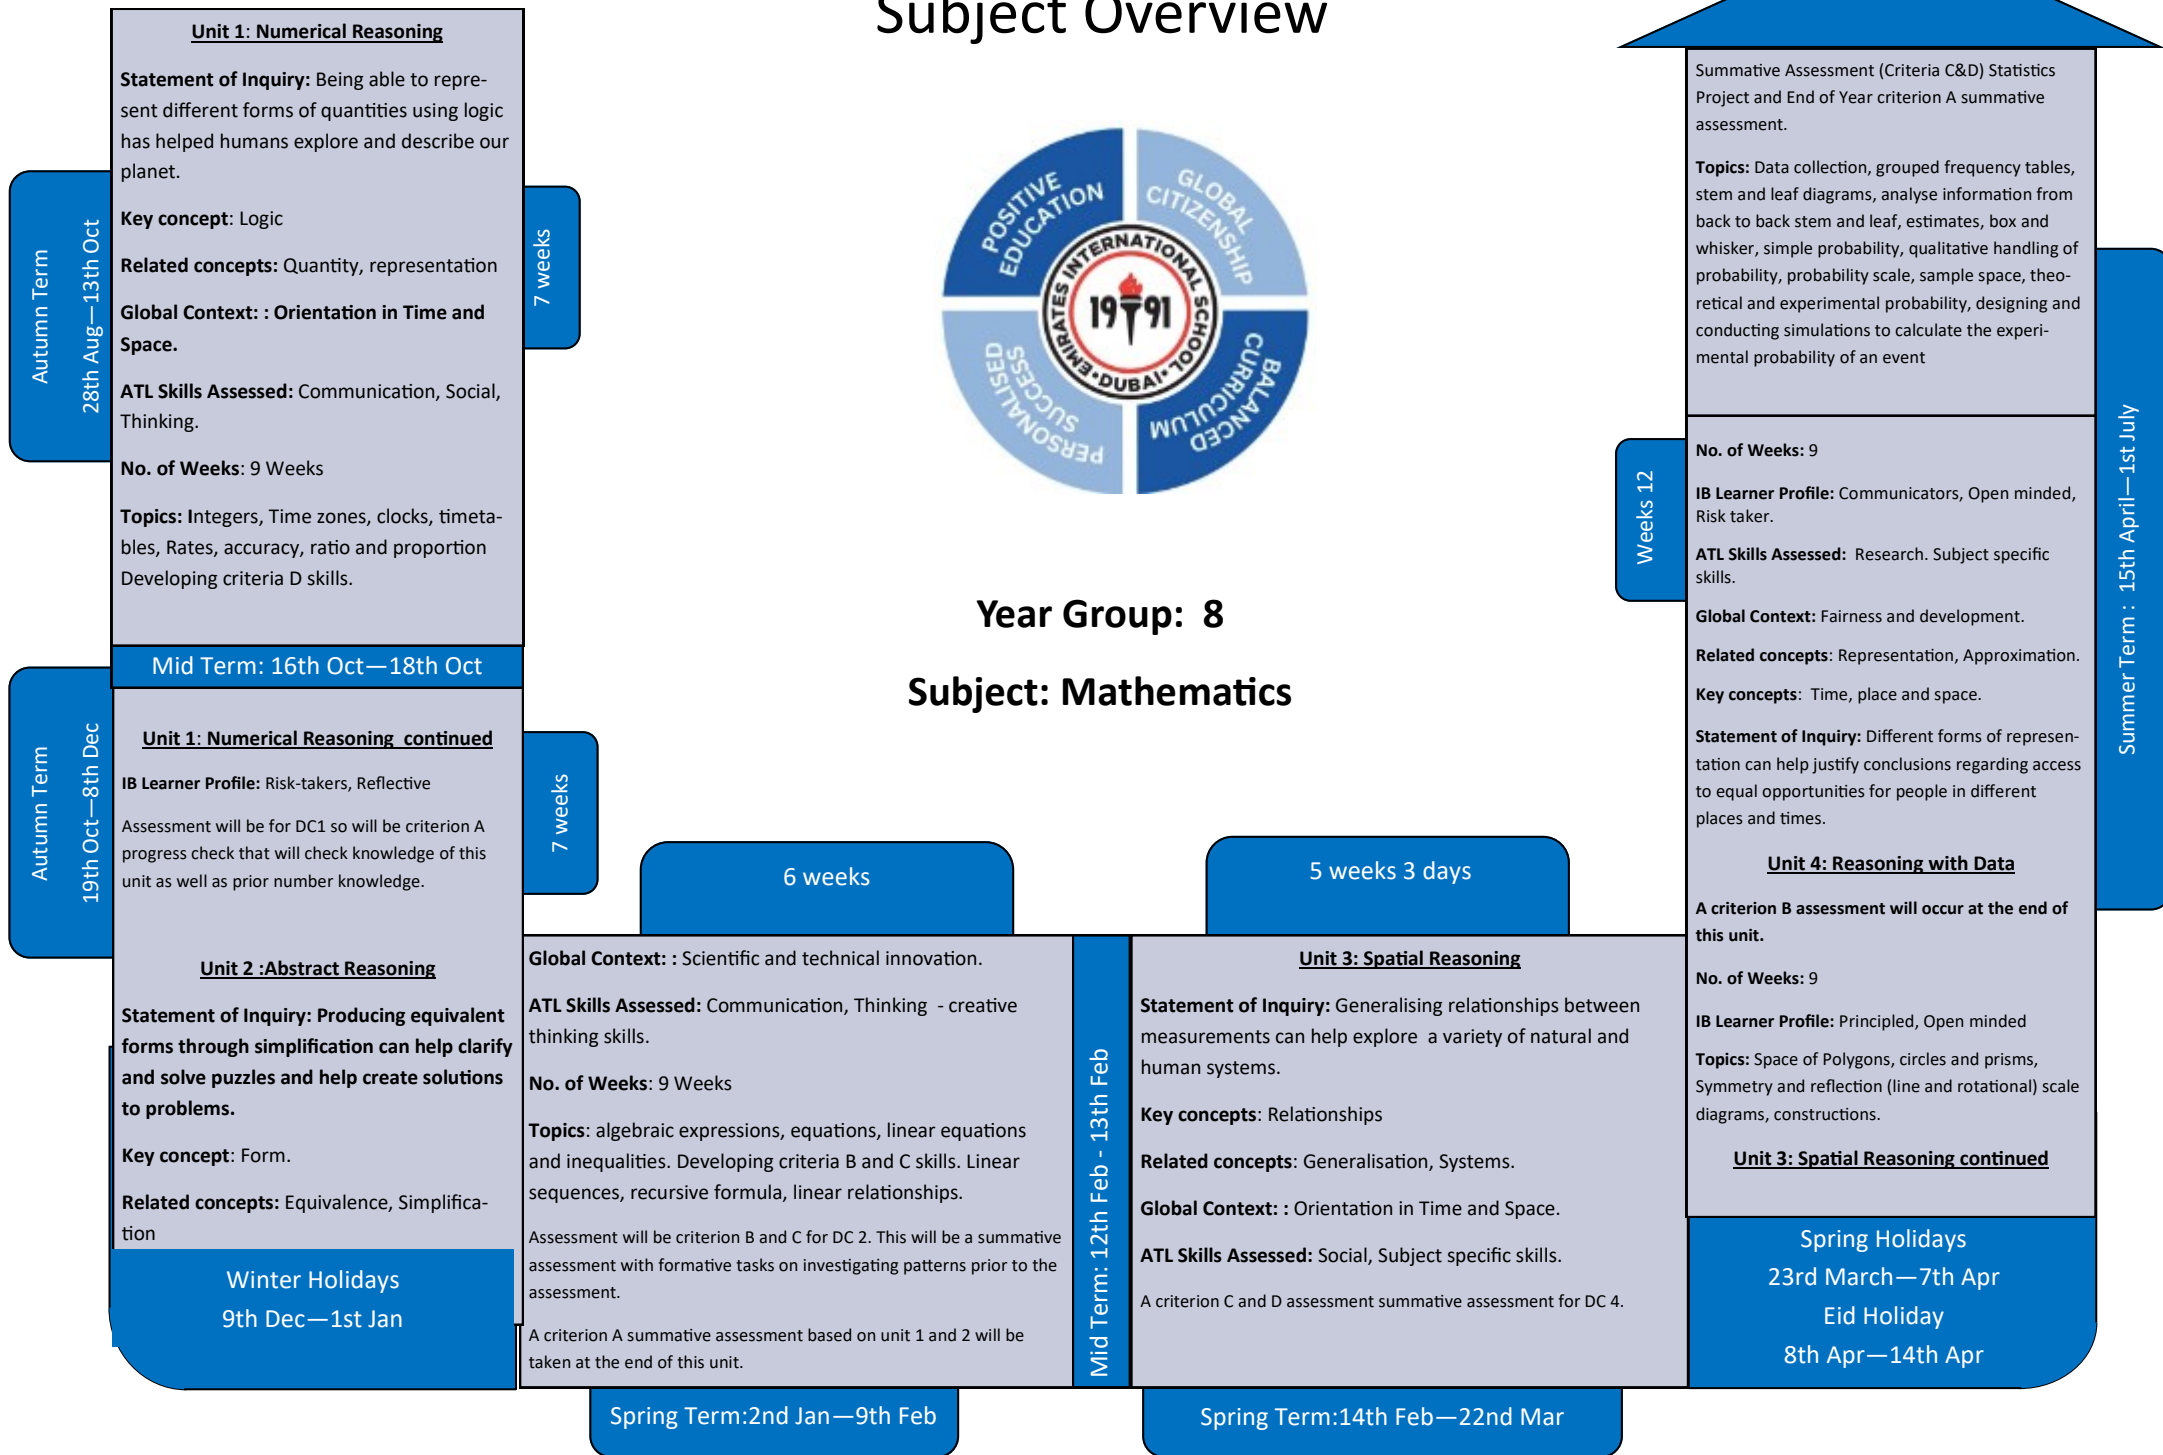 Subject Overview
Unit 1: Numerical Reasoning
Statement of Inquiry: Being able to repre-
sent different forms of quantities using logic
has helped humans explore and describe our
planet.
Key concept: Logic
Related concepts: Quantity, representation
Global Context: : Orientation in Time and
Space.
ATL Skills Assessed: Communication, Social,
Thinking.
No. of Weeks: 9 Weeks
Topics: Integers, Time zones, clocks, timeta-
bles, Rates, accuracy, ratio and proportion
Developing criteria D skills.
Autumn Term
28th Aug—13th Oct
7 weeks
Mid Term: 16th Oct—18th Oct
Autumn Term
19th Oct—8th Dec
7 weeks
Unit 1: Numerical Reasoning  continued
IB Learner Profile: Risk-takers, Reflective
Assessment will be for DC1 so will be criterion A
progress check that will check knowledge of this
unit as well as prior number knowledge.
Unit 2 :Abstract Reasoning
Statement of Inquiry: Producing equivalent
forms through simplification can help clarify
and solve puzzles and help create solutions
to problems.
Key concept: Form.
Related concepts: Equivalence, Simplifica-
tion
Winter Holidays
9th Dec—1st Jan
POSITIVE
EDUCATION
GLOBAL
CITIZENSHIP
PERSONALISED
SUCCESS
BALANCED
CURRICULUM
EMIRATES INTERNATIONAL SCHOOL
•DUBAI•
1991
Year Group:  8
Subject: Mathematics
6 weeks
Global Context: : Scientific and technical innovation.
ATL Skills Assessed: Communication, Thinking  - creative
thinking skills.
No. of Weeks: 9 Weeks
Topics: algebraic expressions, equations, linear equations
and inequalities. Developing criteria B and C skills. Linear
sequences, recursive formula, linear relationships.
Assessment will be criterion B and C for DC 2. This will be a summative
assessment with formative tasks on investigating patterns prior to the
assessment.
A criterion A summative assessment based on unit 1 and 2 will be
taken at the end of this unit.
Spring Term:2nd Jan—9th Feb
Mid Term: 12th Feb - 13th Feb
5 weeks 3 days
Unit 3: Spatial Reasoning
Statement of Inquiry: Generalising relationships between
measurements can help explore  a variety of natural and
human systems.
Key concepts: Relationships
Related concepts: Generalisation, Systems.
Global Context: : Orientation in Time and Space.
ATL Skills Assessed: Social, Subject specific skills.
A criterion C and D assessment summative assessment for DC 4.
Spring Term:14th Feb—22nd Mar
Summative Assessment (Criteria C&D) Statistics
Project and End of Year criterion A summative
assessment.
Topics: Data collection, grouped frequency tables,
stem and leaf diagrams, analyse information from
back to back stem and leaf, estimates, box and
whisker, simple probability, qualitative handling of
probability, probability scale, sample space, theo-
retical and experimental probability, designing and
conducting simulations to calculate the experi-
mental probability of an event
Weeks 12
Summer Term :  15th April—1st July
No. of Weeks: 9
IB Learner Profile: Communicators, Open minded,
Risk taker.
ATL Skills Assessed:  Research. Subject specific
skills.
Global Context: Fairness and development.
Related concepts: Representation, Approximation.
Key concepts:  Time, place and space.
Statement of Inquiry: Different forms of represen-
tation can help justify conclusions regarding access
to equal opportunities for people in different
places and times.
Unit 4: Reasoning with Data
A criterion B assessment will occur at the end of
this unit.
No. of Weeks: 9
IB Learner Profile: Principled, Open minded
Topics: Space of Polygons, circles and prisms,
Symmetry and reflection (line and rotational) scale
diagrams, constructions.
Unit 3: Spatial Reasoning continued
Spring Holidays
23rd March—7th Apr
Eid Holiday
8th Apr—14th Apr